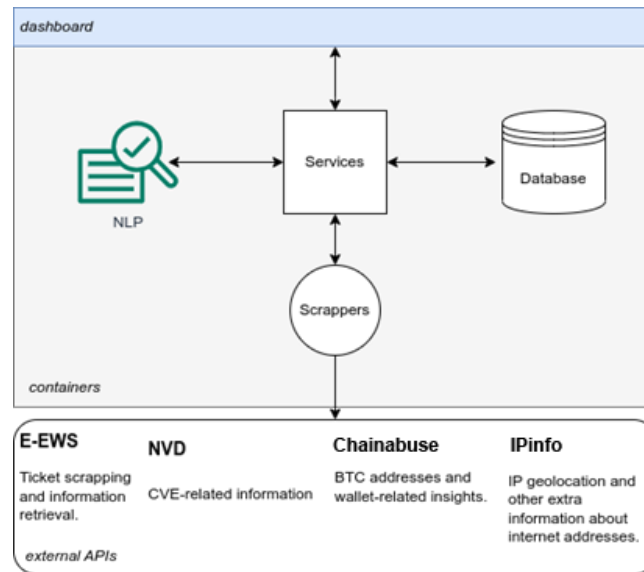 dashboard
Services
Database
NLP
Scrappers
containers
E-EWS
Ticket scrapping
and information
retrieval.
NVD
CVE-related information
Chainabuse
BTC addresses and
wallet-related insights.
IPinfo
IP geolocation and
other extra
information about
internet addresses.
external APIs